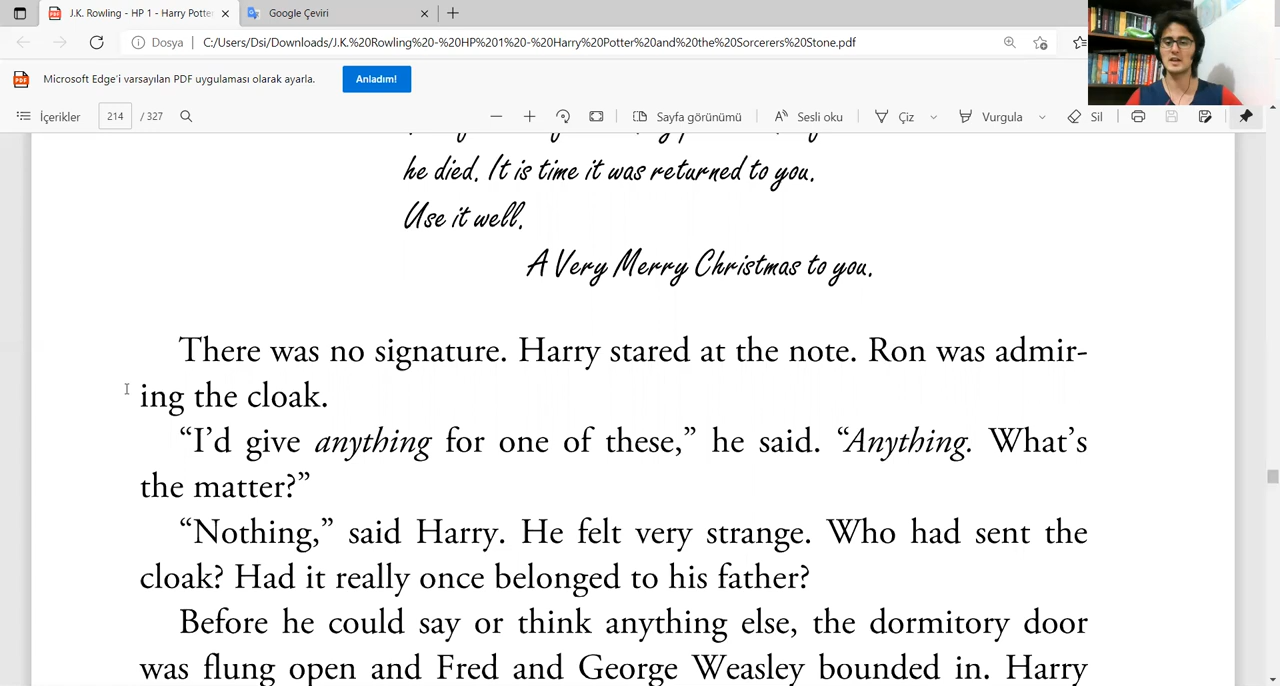 J.K. Rowling - HP 1 - Harry Potte
Google Çeviri
Dosya
C:/Users/Dsi/Downloads/J.K.%20Rowling%20-%20HP%201%20-%20Harry%20Potter%20and%20the%20Sorcerers%20Stone.pdf
Microsoft Edge'i varsayılan PDF uygulaması olarak ayarla.
Anladım!
İçerikler
214 / 327
Sayfa görünümü
Sesli oku
Çiz
Vurgula
Sil
he died. It is time it was returned to you.
Use it well.
A Very Merry Christmas to you.
There was no signature. Harry stared at the note. Ron was admir-
ing the cloak.
“I’d give anything for one of these,” he said. “Anything. What’s
the matter?”
“Nothing,” said Harry. He felt very strange. Who had sent the
cloak? Had it really once belonged to his father?
Before he could say or think anything else, the dormitory door
was flung open and Fred and George Weasley bounded in. Harry